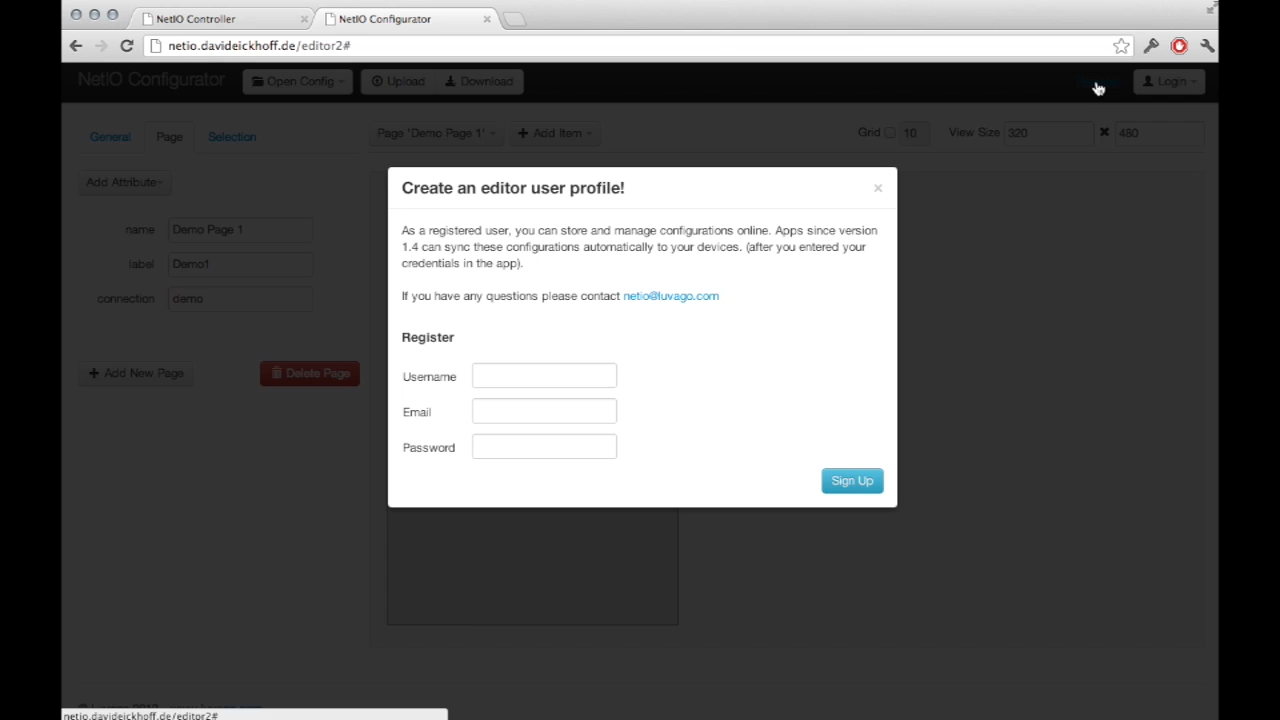 NetIO Controller
NetIO Configurator
netio.davideickhoff.de/editor2#
NetIO Configurator
Open Config
Upload
Download
Login
General
Page
Selection
Page 'Demo Page 1'
Add Item
Grid
10
View Size
320
480
Add Attribute
name
Demo Page 1
label
Demo1
connection
demo
Add New Page
Delete Page
Create an editor user profile!
×
As a registered user, you can store and manage configurations online. Apps since version
1.4 can sync these configurations automatically to your devices. (after you entered your
credentials in the app).
If you have any questions please contact netio@luvago.com
Register
Username
Email
Password
Sign Up
netio.davideickhoff.de/editor2#